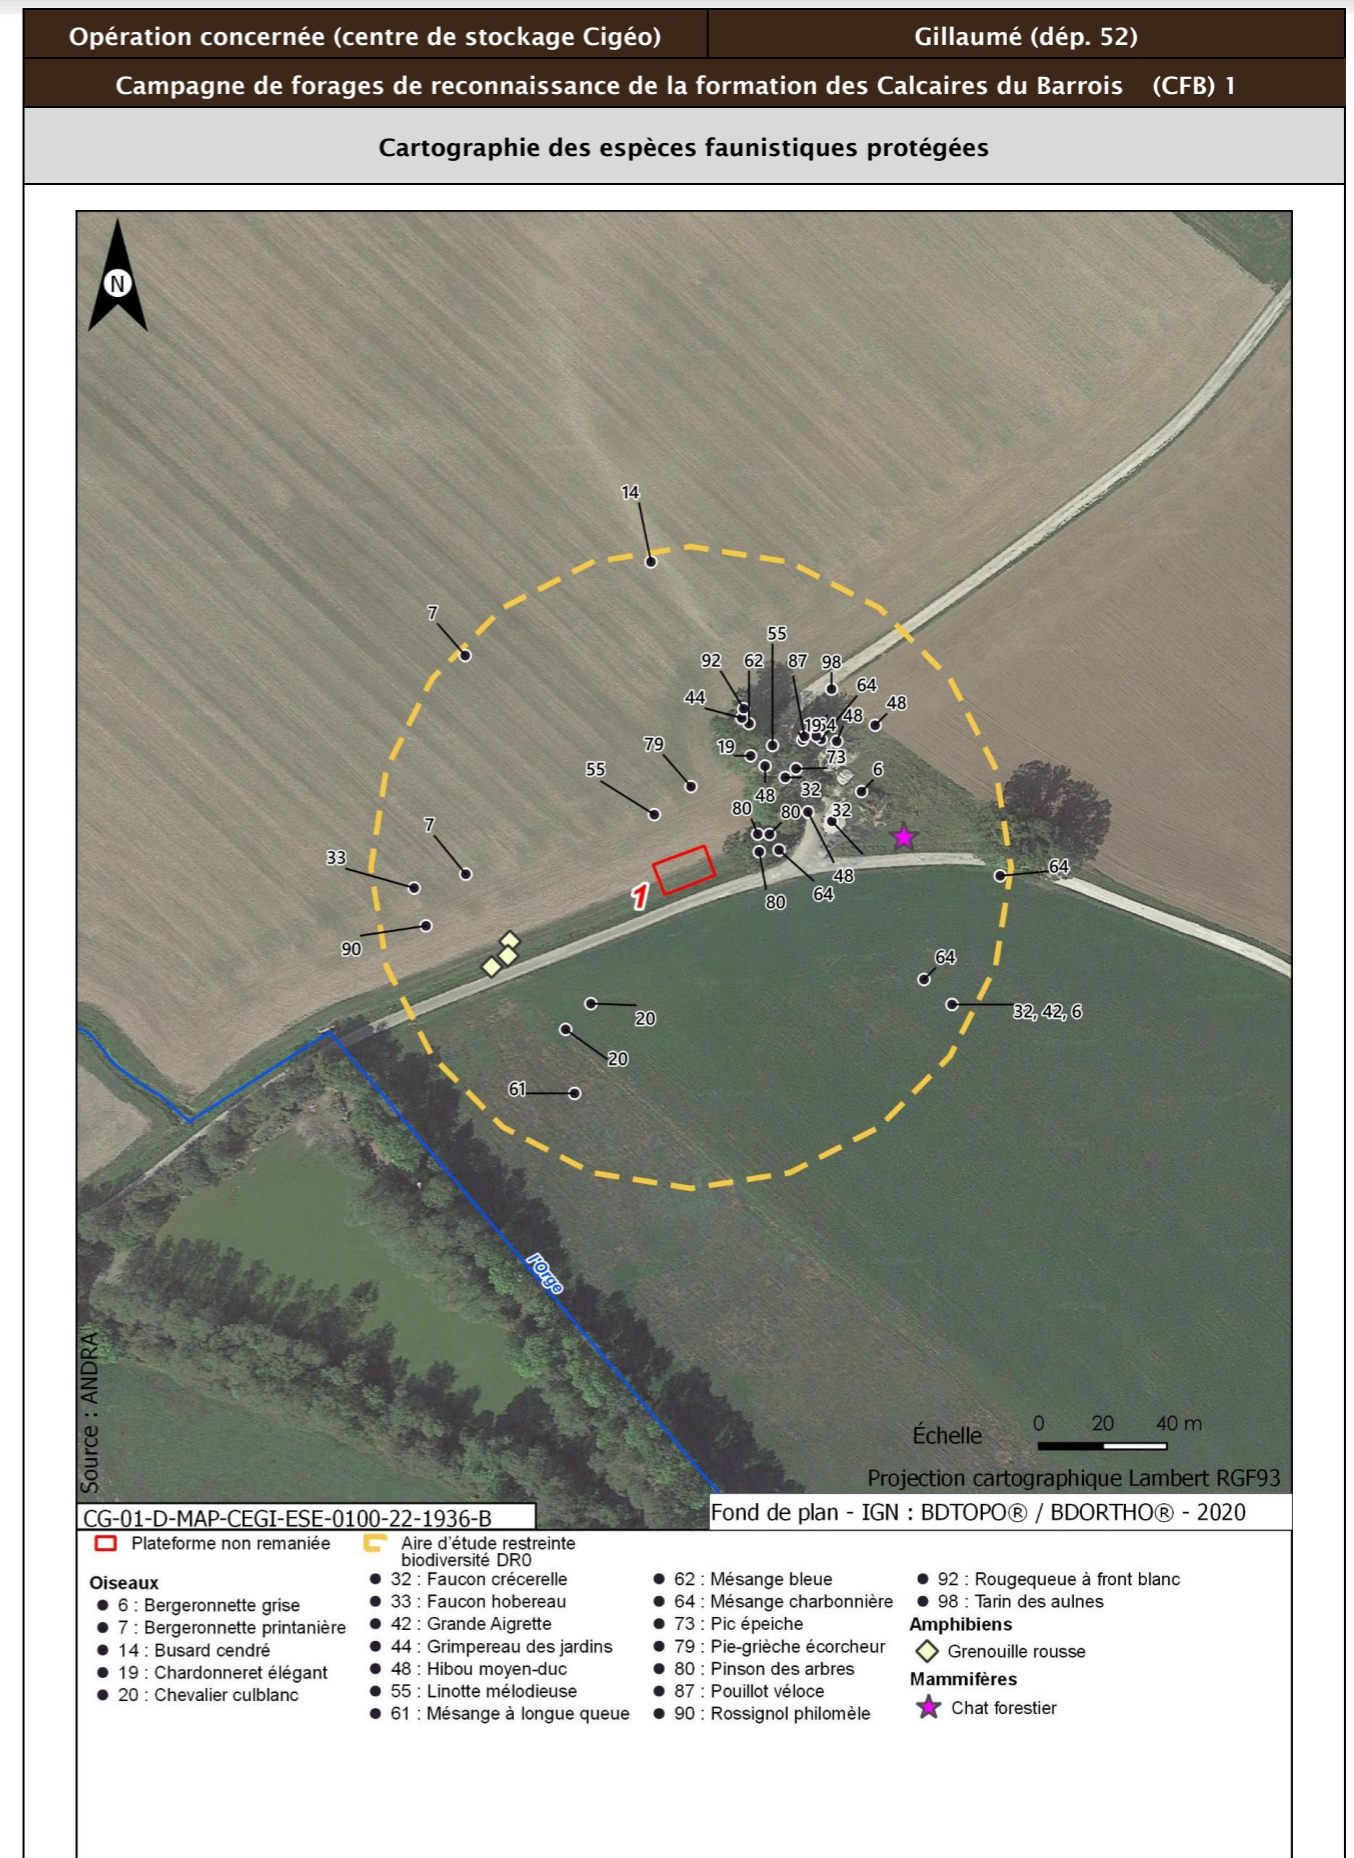 Opération concernée (centre de stockage Cigéo) Gillaumé (dép. 52)
Campagne de forages de reconnaissance de la formation des Calcaires du Barrois (CFB) 1
Cartographie des espèces faunistiques protégées
N
14
7
55
92 62 87 98
44 64
48
19 64 48
79 19 73
55 6
48 32
80 80 32
7
33 48 64
1 64
80
90
64
20 32, 42, 6
20
61
l'Orge
Source : ANDRA
Échelle 0 20 40 m
Projection cartographique Lambert RGF93
CG-01-D-MAP-CEGI-ESE-0100-22-1936-B
Fond de plan - IGN : BDTOPO® / BDORTHO® - 2020
Plateforme non remaniée
Aire d'étude restreinte
biodiversité DR0
Oiseaux
6 : Bergeronnette grise
7 : Bergeronnette printanière
14 : Busard cendré
19 : Chardonneret élégant
20 : Chevalier culblanc
32 : Faucon crécerelle
33 : Faucon hobereau
42 : Grande Aigrette
44 : Grimpereau des jardins
48 : Hibou moyen-duc
55 : Linotte mélodieuse
61 : Mésange à longue queue
62 : Mésange bleue
64 : Mésange charbonnière
73 : Pic épeiche
79 : Pie-grièche écorcheur
80 : Pinson des arbres
87 : Pouillot véloce
90 : Rossignol philomèle
92 : Rougequeue à front blanc
98 : Tarin des aulnes
Amphibiens
Grenouille rousse
Mammifères
Chat forestier